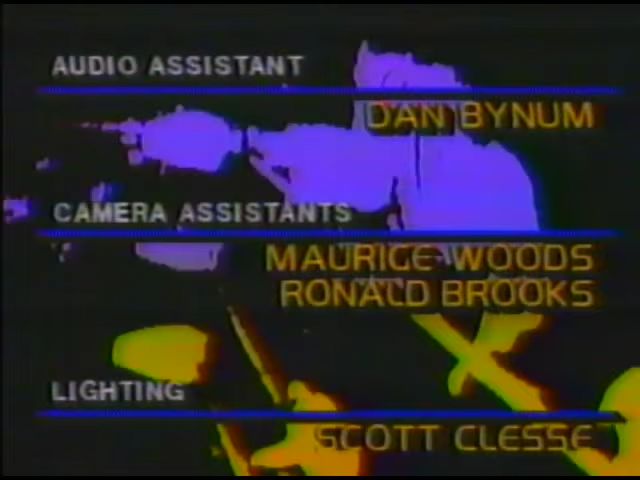 AUDIO ASSISTANT
DAN BYNUM
CAMERA ASSISTANTS
MAURICE WOODS
RONALD BROOKS
LIGHTING
SCOTT CLESSE